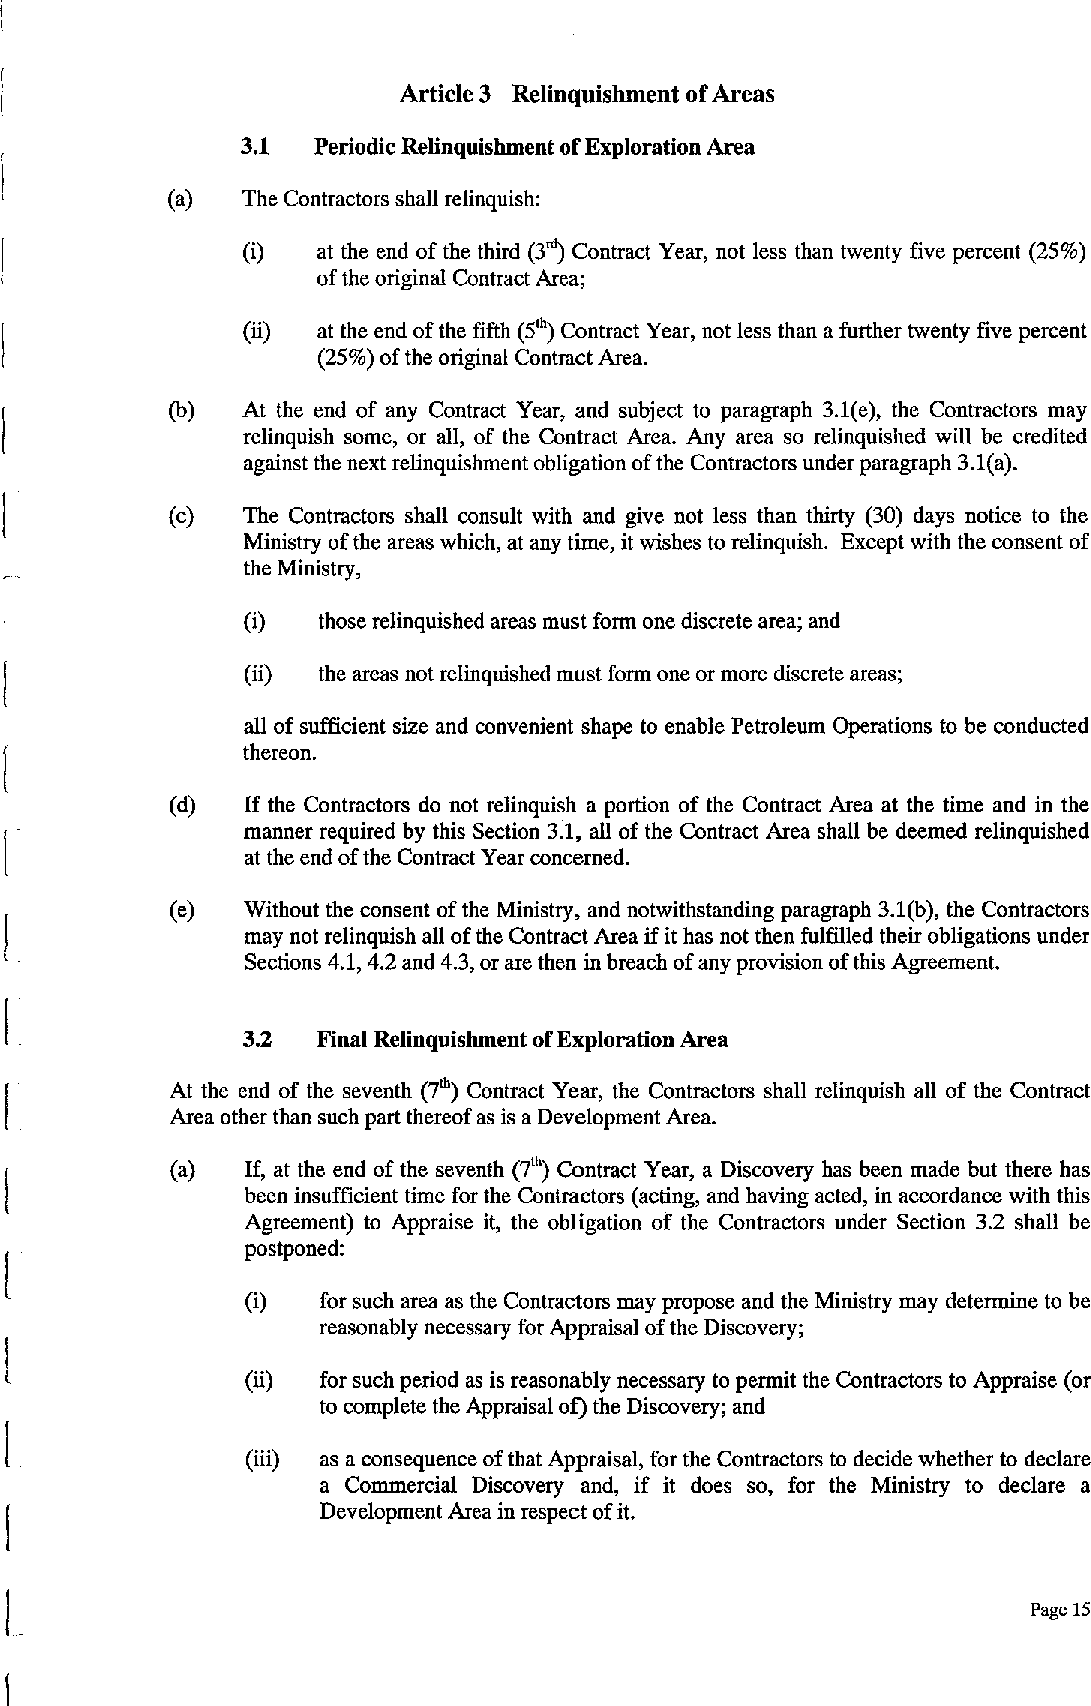 Article 3 Relinquishment of Areas
3.1 Periodic Relinquishment of Exploration Area
(a) The Contractors shall relinquish:
(i) at the end of the third (3rd) Contract Year, not less than twenty five percent (25%)
of the original Contract Area;
(ii) at the end of the fifth (5th) Contract Year, not less than a further twenty five percent
(25%) of the original Contract Area.
(b) At the end of any Contract Year, and subject to paragraph 3.1(e), the Contractors may
relinquish some, or all, of the Contract Area. Any area so relinquished will be credited
against the next relinquishment obligation of the Contractors under paragraph 3.1(a).
(c) The Contractors shall consult with and give not less than thirty (30) days notice to the
Ministry of the areas which, at any time, it wishes to relinquish. Except with the consent of
the Ministry,
(i) those relinquished areas must form one discrete area; and
(ii) the areas not relinquished must form one or more discrete areas;
all of sufficient size and convenient shape to enable Petroleum Operations to be conducted
thereon.
(d) If the Contractors do not relinquish a portion of the Contract Area at the time and in the
manner required by this Section 3.1, all of the Contract Area shall be deemed relinquished
at the end of the Contract Year concerned.
(e) Without the consent of the Ministry, and notwithstanding paragraph 3.1(b), the Contractors
may not relinquish all of the Contract Area if it has not then fulfilled their obligations under
Sections 4.1, 4.2 and 4.3, or are then in breach of any provision of this Agreement.
3.2 Final Relinquishment of Exploration Area
At the end of the seventh (7th) Contract Year, the Contractors shall relinquish all of the Contract
Area other than such part thereof as is a Development Area.
(a) If, at the end of the seventh (7th) Contract Year, a Discovery has been made but there has
been insufficient time for the Contractors (acting, and having acted, in accordance with this
Agreement) to Appraise it, the obligation of the Contractors under Section 3.2 shall be
postponed:
(i) for such area as the Contractors may propose and the Ministry may determine to be
reasonably necessary for Appraisal of the Discovery;
(ii) for such period as is reasonably necessary to permit the Contractors to Appraise (or
to complete the Appraisal of) the Discovery; and
(iii) as a consequence of that Appraisal, for the Contractors to decide whether to declare
a Commercial Discovery and, if it does so, for the Ministry to declare a
Development Area in respect of it.
Page 15